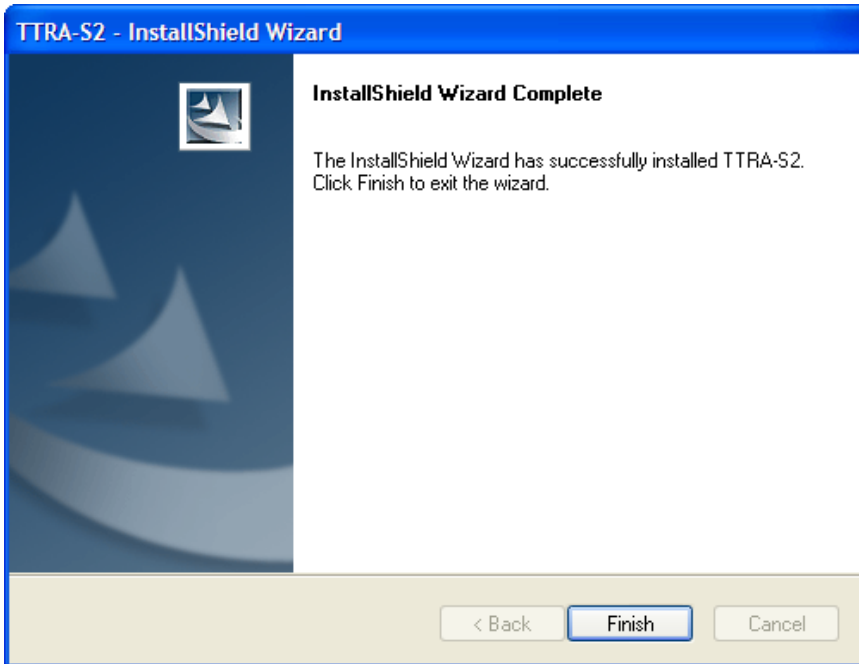 TTRA-S2 - InstallShield Wizard
InstallShield Wizard Complete
The InstallShield Wizard has successfully installed TTRA-S2.
Click Finish to exit the wizard.
< Back
Finish
Cancel